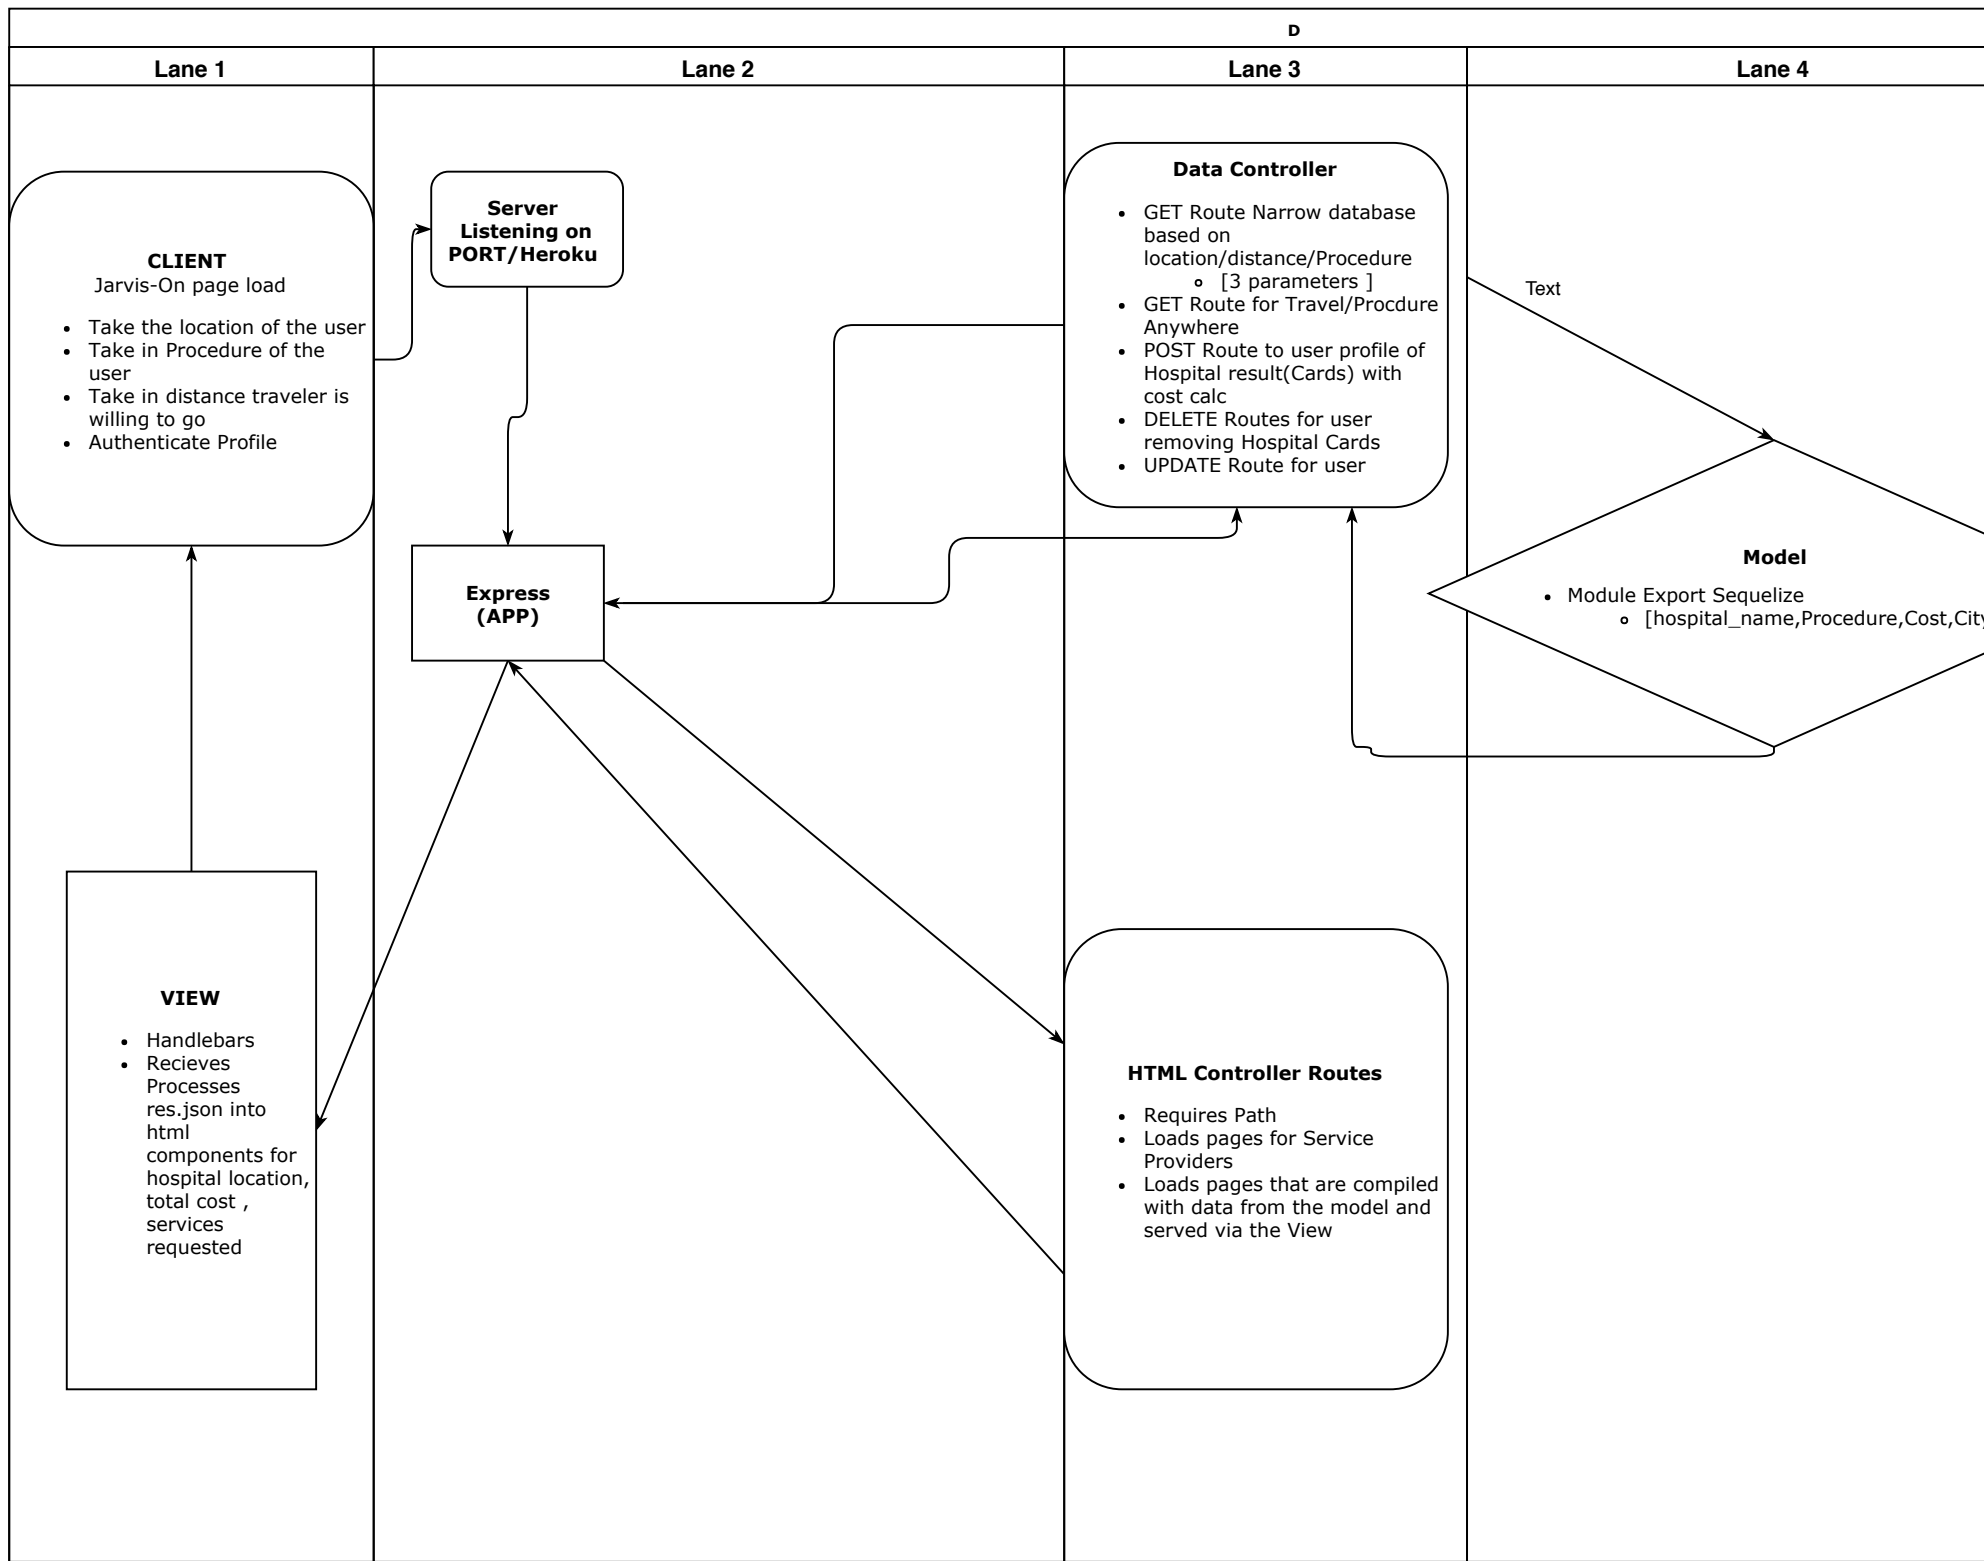 D
Lane 1
Lane 2
Lane 3
Lane 4
CLIENT
Jarvis-On page load
Take the location of the user
Take in Procedure of the
user
Take in distance traveler is
willing to go
Authenticate Profile
Server
Listening on
PORT/Heroku
Data Controller
GET Route Narrow database
based on
location/distance/Procedure
[3 parameters ]
GET Route for Travel/Procdure
Anywhere
POST Route to user profile of
Hospital result(Cards) with
cost calc
DELETE Routes for user
removing Hospital Cards
UPDATE Route for user
Text
Express
(APP)
Model
Module Export Sequelize
[hospital_name,Procedure,Cost,City
VIEW
Handlebars
Recieves
Processes
res.json into
html
components for
hospital location,
total cost ,
services
requested
HTML Controller Routes
Requires Path
Loads pages for Service
Providers
Loads pages that are compiled
with data from the model and
served via the View